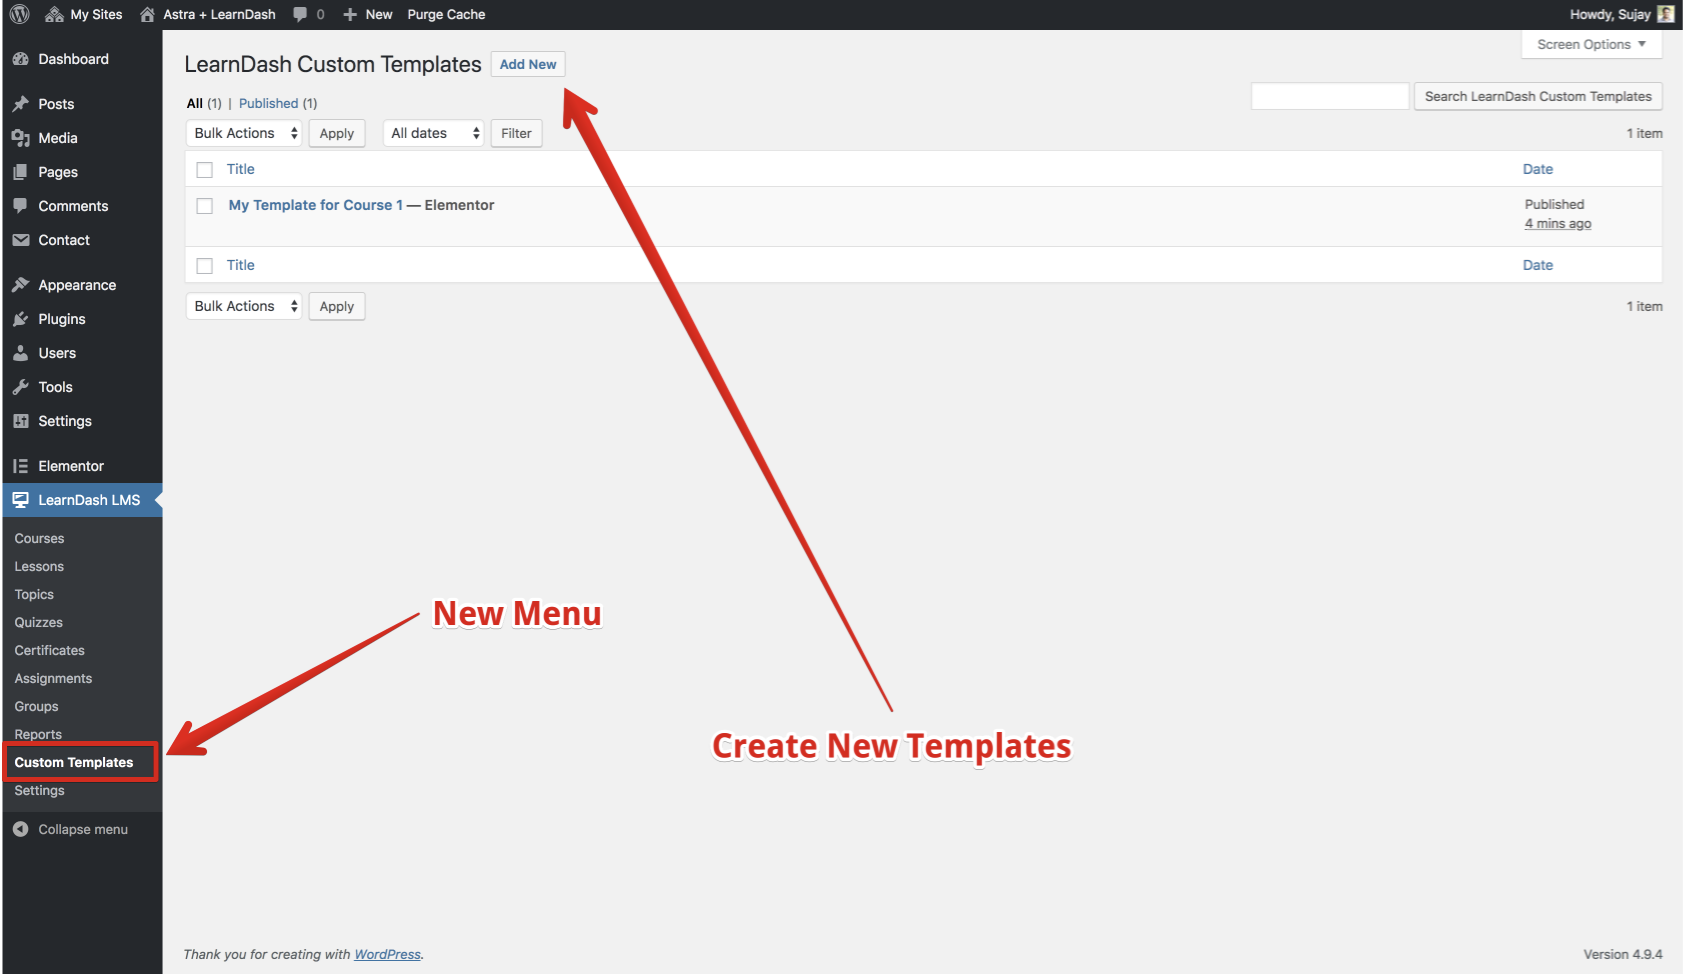 My Sites Astra + LearnDash 0 New Purge Cache Howdy, Sujay
Screen Options
Dashboard
Posts
Media
Pages
Comments
Contact
Appearance
Plugins
Users
Tools
Settings
Elementor
LearnDash LMS
Courses
Lessons
Topics
Quizzes
Certificates
Assignments
Groups
Reports
Custom Templates
Settings
Collapse menu
LearnDash Custom Templates Add New
All (1) | Published (1)
Search LearnDash Custom Templates
Bulk Actions Apply All dates Filter 1 item
Title Date
My Template for Course 1 — Elementor Published
4 mins ago
Title Date
Bulk Actions Apply 1 item
New Menu
Create New Templates
Thank you for creating with WordPress. Version 4.9.4